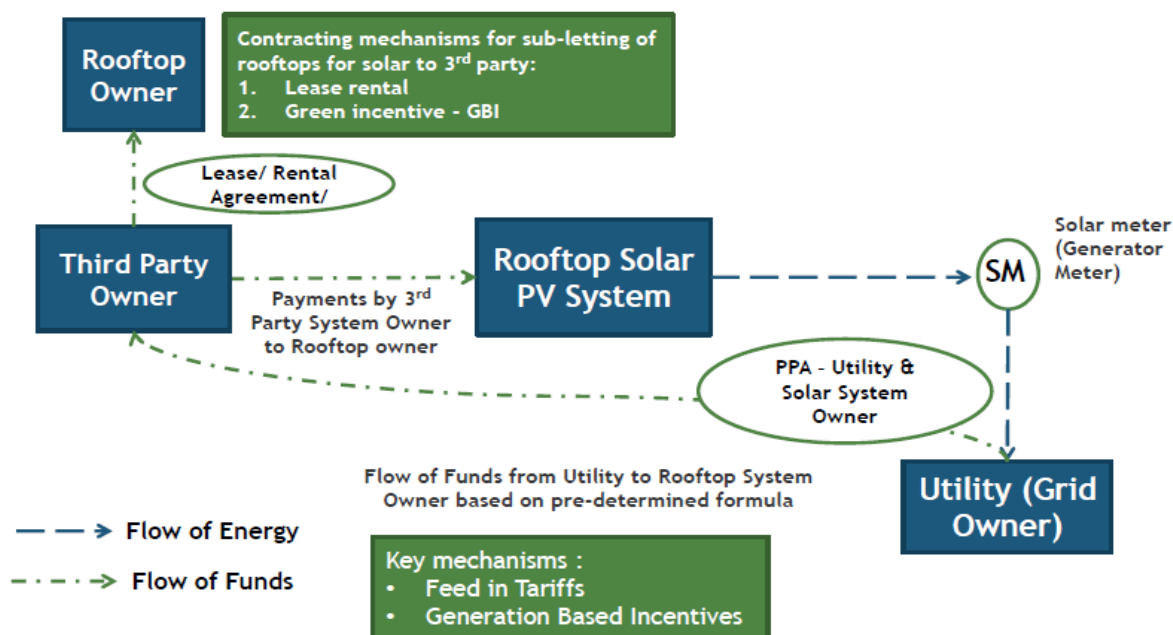 Rooftop
Owner
Contracting mechanisms for sub-letting of
rooftops for solar to 3rd party:
1. Lease rental
2. Green incentive - GBI
Lease/ Rental
Agreement/
Third Party
Owner
Payments by 3rd
Party System Owner
to Rooftop owner
Rooftop Solar
PV System
SM
Solar meter
(Generator
Meter)
PPA - Utility &
Solar System
Owner
Flow of Funds from Utility to Rooftop System
Owner based on pre-determined formula
Utility (Grid
Owner)
Flow of Energy
Flow of Funds
Key mechanisms :
• Feed in Tariffs
• Generation Based Incentives